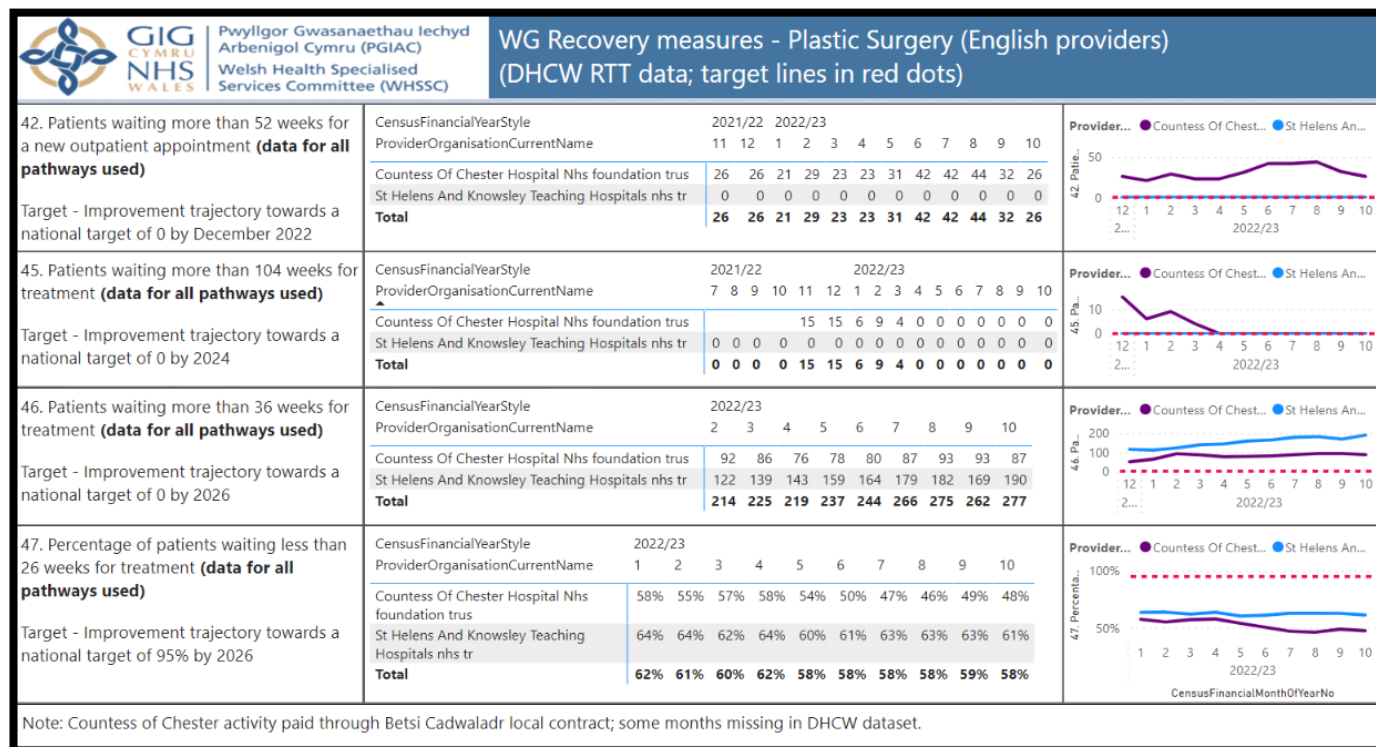 GIG
CYMRU
NHS
WALES
Pwyllgor Gwasanaethau Iechyd
Arbenigol Cymru (PGIAC)
Welsh Health Specialised
Services Committee (WHSSC)
WG Recovery measures - Plastic Surgery (English providers)
(DHCW RTT data; target lines in red dots)
42. Patients waiting more than 52 weeks for
a new outpatient appointment (data for all
pathways used)
Target - Improvement trajectory towards a
national target of 0 by December 2022
CensusFinancialYearStyle 2021/22 2022/23
ProviderOrganisationCurrentName 11 12 1 2 3 4 5 6 7 8 9 10
Countess Of Chester Hospital Nhs foundation trus 26 26 21 29 23 23 31 42 42 44 32 26
St Helens And Knowsley Teaching Hospitals nhs tr 0 0 0 0 0 0 0 0 0 0 0 0
Total 26 26 21 29 23 23 31 42 42 44 32 26
Provider... Countess Of Chest... St Helens An...
42. Patie...
50
0
12 1 2 3 4 5 6 7 8 9 10
2... 2022/23
45. Patients waiting more than 104 weeks for
treatment (data for all pathways used)
Target - Improvement trajectory towards a
national target of 0 by 2024
CensusFinancialYearStyle 2021/22 2022/23
ProviderOrganisationCurrentName 7 8 9 10 11 12 1 2 3 4 5 6 7 8 9 10
Countess Of Chester Hospital Nhs foundation trus 15 15 6 9 4 0 0 0 0 0 0 0
St Helens And Knowsley Teaching Hospitals nhs tr 0 0 0 0 0 0 0 0 0 0 0 0 0 0 0 0
Total 0 0 0 0 15 15 6 9 4 0 0 0 0 0 0 0
Provider... Countess Of Chest... St Helens An...
45. Pa...
10
0
12 1 2 3 4 5 6 7 8 9 10
2... 2022/23
46. Patients waiting more than 36 weeks for
treatment (data for all pathways used)
Target - Improvement trajectory towards a
national target of 0 by 2026
CensusFinancialYearStyle 2022/23
ProviderOrganisationCurrentName 2 3 4 5 6 7 8 9 10
Countess Of Chester Hospital Nhs foundation trus 92 86 76 78 80 87 93 93 87
St Helens And Knowsley Teaching Hospitals nhs tr 122 139 143 159 164 179 182 169 190
Total 214 225 219 237 244 266 275 262 277
Provider... Countess Of Chest... St Helens An...
46. Pa...
200
100
0
12 1 2 3 4 5 6 7 8 9 10
2... 2022/23
47. Percentage of patients waiting less than
26 weeks for treatment (data for all
pathways used)
Target - Improvement trajectory towards a
national target of 95% by 2026
CensusFinancialYearStyle 2022/23
ProviderOrganisationCurrentName 1 2 3 4 5 6 7 8 9 10
Countess Of Chester Hospital Nhs 58% 55% 57% 58% 54% 50% 47% 46% 49% 48%
foundation trus
St Helens And Knowsley Teaching 64% 64% 62% 64% 60% 61% 63% 63% 63% 61%
Hospitals nhs tr
Total 62% 61% 60% 62% 58% 58% 58% 58% 59% 58%
Provider... Countess Of Chest... St Helens An...
47. Percenta...
100%
50%
1 2 3 4 5 6 7 8 9 10
2022/23
CensusFinancialMonthOfYearNo
Note: Countess of Chester activity paid through Betsi Cadwaladr local contract; some months missing in DHCW dataset.